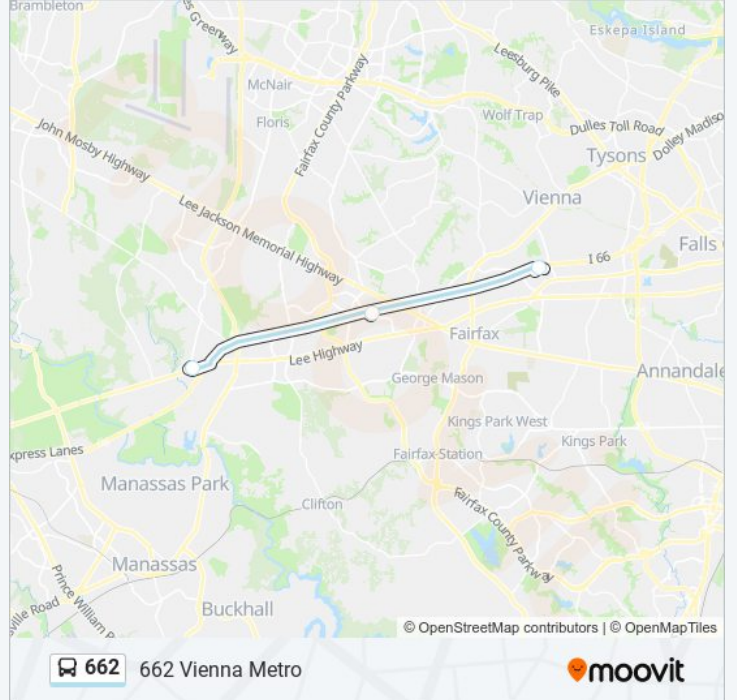 Brambleton
es Greenway
Eskepa Island
Leesburg Pike
McNair
Fairfax County Parkway
Wolf Trap
Floris
Dulles Toll Road
Dolley Madiso
John Mosby Highway
Tysons
Vienna
Lee Jackson Memorial Highway
Falls
I 66
Fairfax
Lee Highway
Annandale
George Mason
Kings Park West
Kings Park
xpress Lanes
Fairfax Station
Manassas Park
Clifton
Fairfax County Parkway
Manassas
Prince William P
ville Road
Buckhall
© OpenStreetMap contributors | © OpenMapTiles
662 662 Vienna Metro
moovit